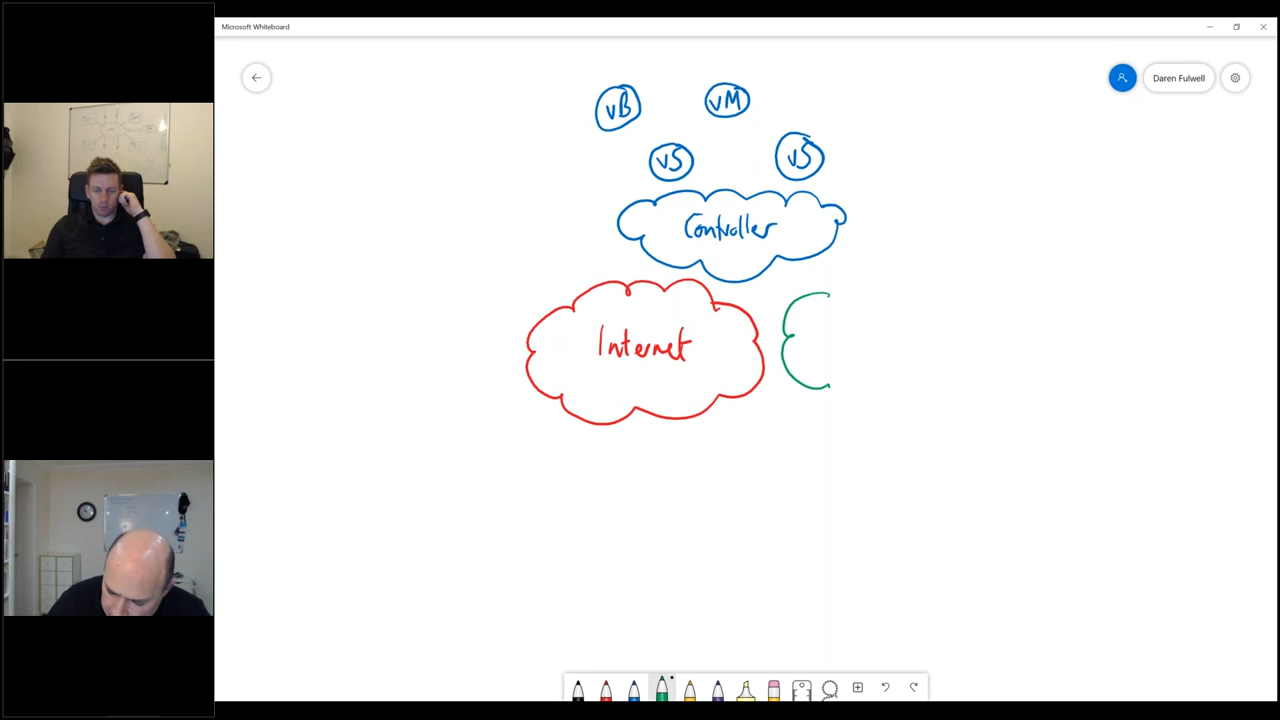 Microsoft Whiteboard
Daren Fulwell
vB
vM
vS
vS
Controller
Internet